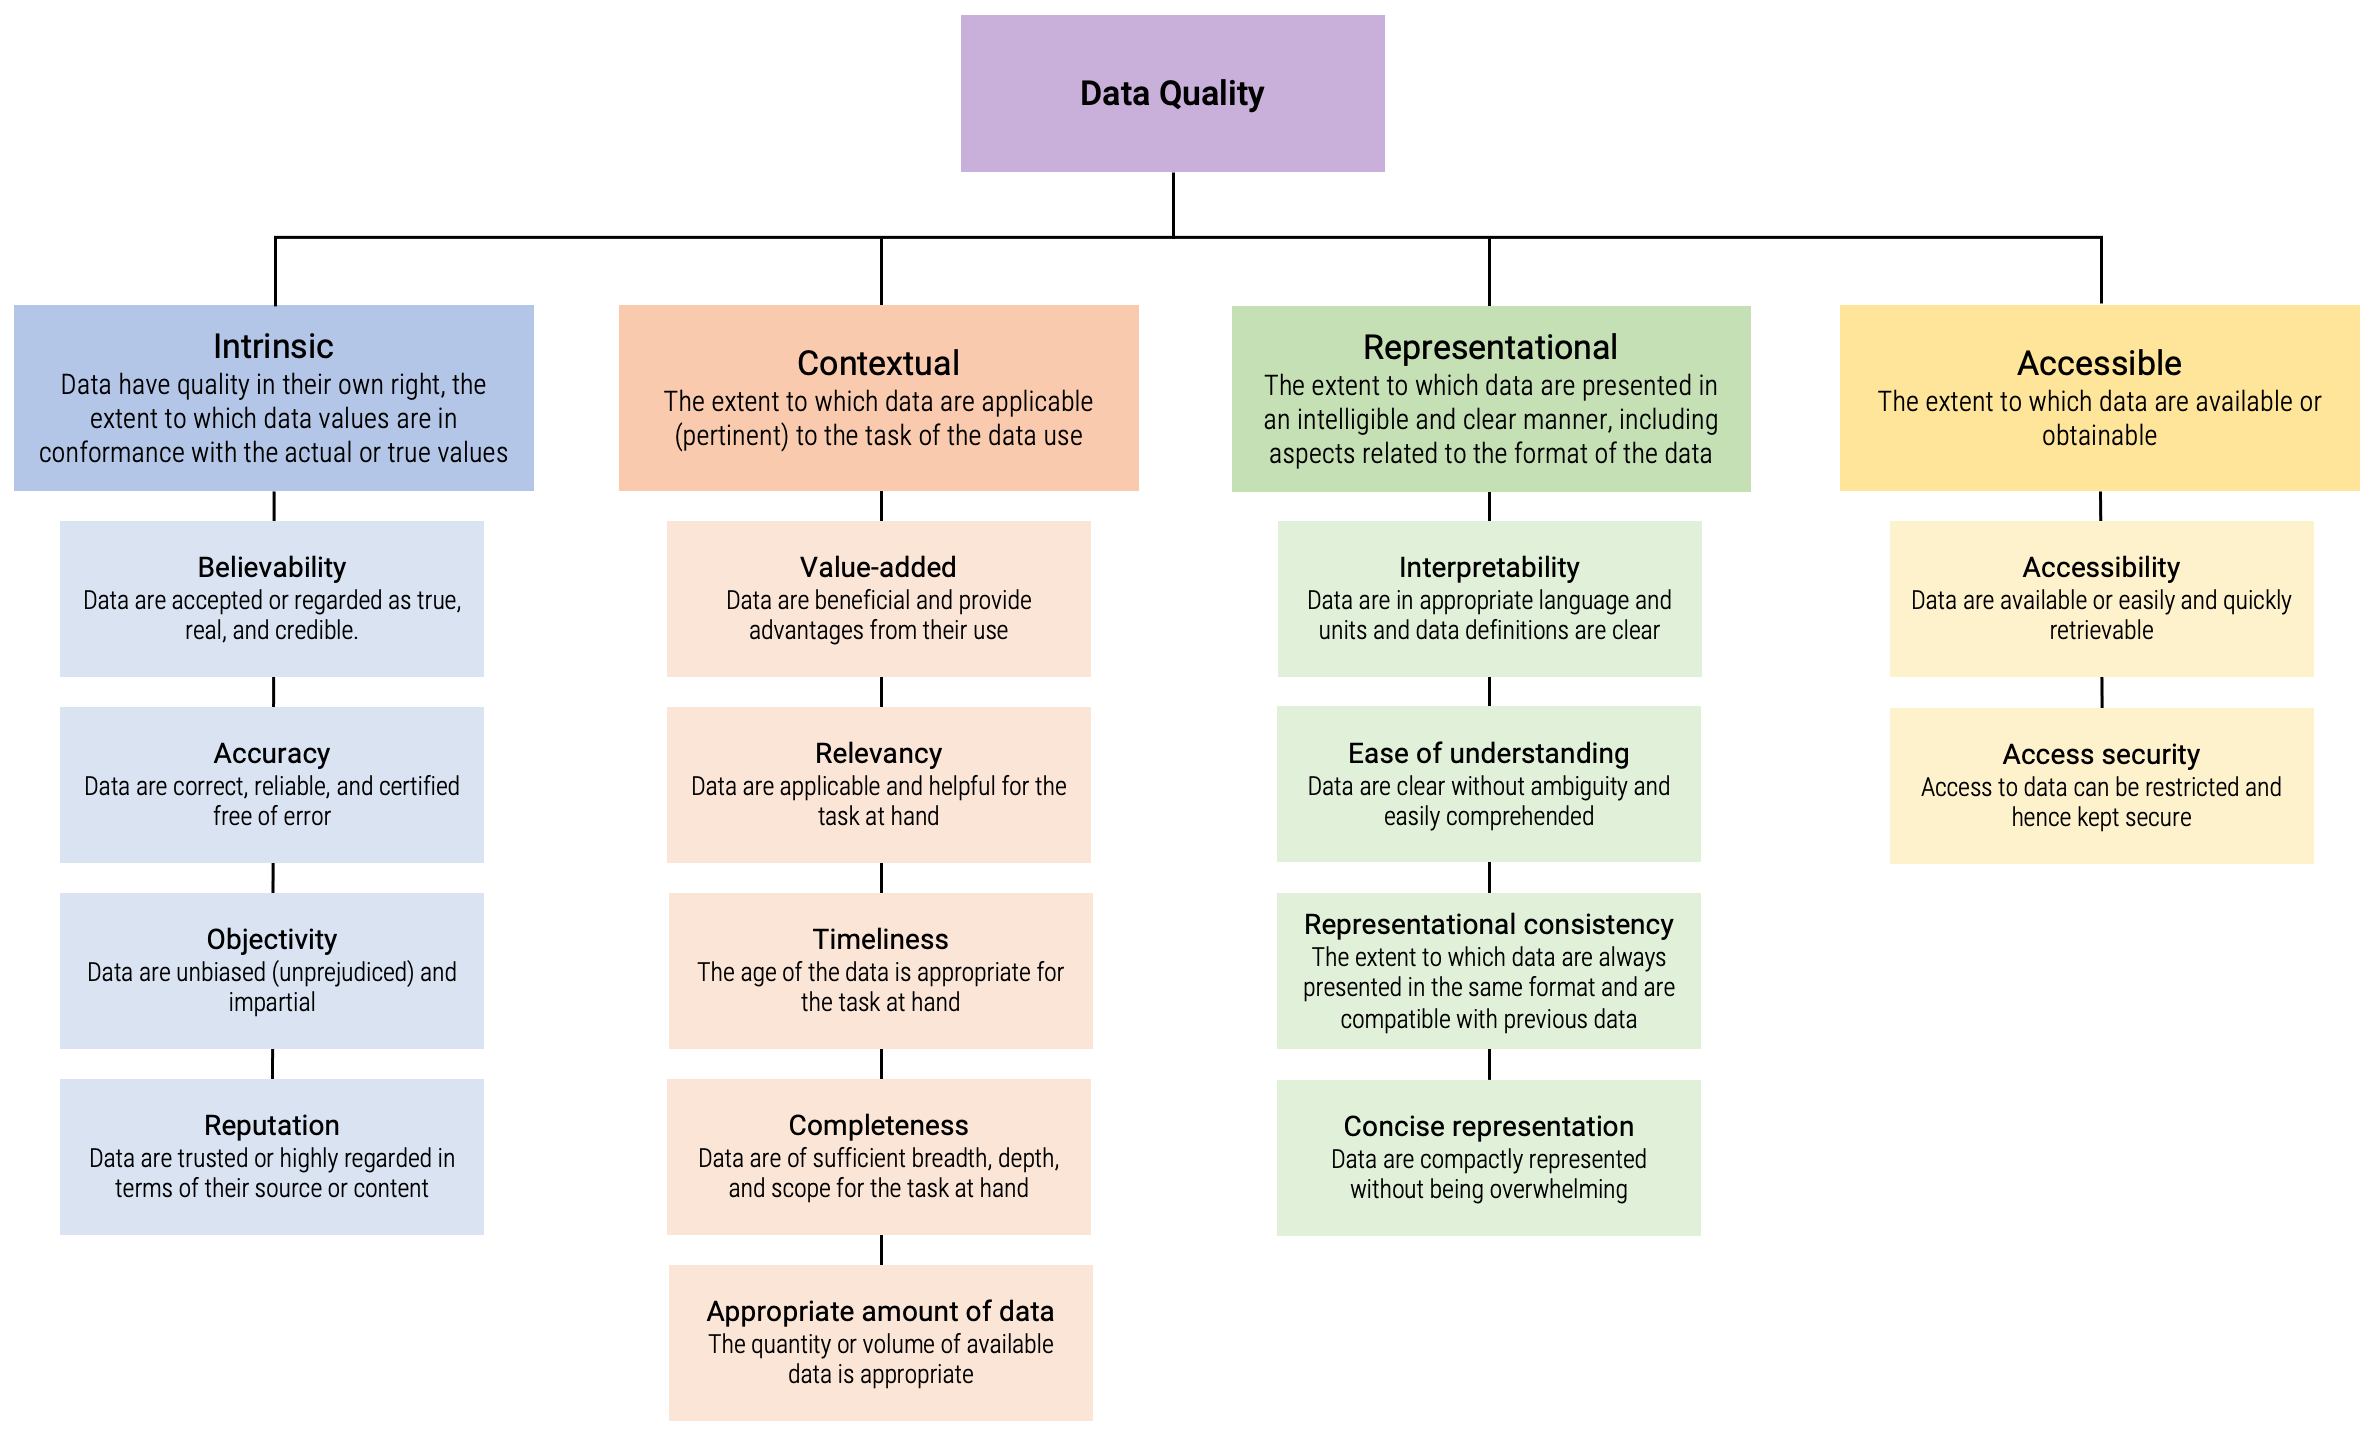 Data Quality
Intrinsic
Data have quality in their own right, the
extent to which data values are in
conformance with the actual or true values
Believability
Data are accepted or regarded as true,
real, and credible.
Accuracy
Data are correct, reliable, and certified
free of error
Objectivity
Data are unbiased (unprejudiced) and
impartial
Reputation
Data are trusted or highly regarded in
terms of their source or content
Contextual
The extent to which data are applicable
(pertinent) to the task of the data use
Value-added
Data are beneficial and provide
advantages from their use
Relevancy
Data are applicable and helpful for the
task at hand
Timeliness
The age of the data is appropriate for
the task at hand
Completeness
Data are of sufficient breadth, depth,
and scope for the task at hand
Appropriate amount of data
The quantity or volume of available
data is appropriate
Representational
The extent to which data are presented in
an intelligible and clear manner, including
aspects related to the format of the data
Interpretability
Data are in appropriate language and
units and data definitions are clear
Ease of understanding
Data are clear without ambiguity and
easily comprehended
Representational consistency
The extent to which data are always
presented in the same format and are
compatible with previous data
Concise representation
Data are compactly represented
without being overwhelming
Accessible
The extent to which data are available or
obtainable
Accessibility
Data are available or easily and quickly
retrievable
Access security
Access to data can be restricted and
hence kept secure